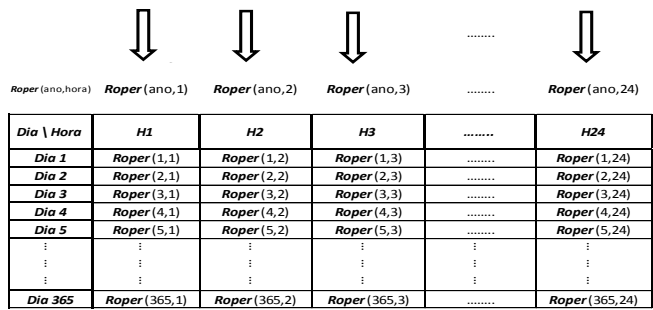 ........
Roper(ano,hora) Roper(ano,1) Roper(ano,2) Roper(ano,3) ........ Roper(ano,24)
Dia \ Hora H1 H2 H3 ........ H24
Dia 1 Roper(1,1) Roper(1,2) Roper(1,3) ........ Roper(1,24)
Dia 2 Roper(2,1) Roper(2,2) Roper(2,3) ........ Roper(2,24)
Dia 3 Roper(3,1) Roper(3,2) Roper(3,3) ........ Roper(3,24)
Dia 4 Roper(4,1) Roper(4,2) Roper(4,3) ........ Roper(4,24)
Dia 5 Roper(5,1) Roper(5,2) Roper(5,3) ........ Roper(5,24)
⋮ ⋮ ⋮ ⋮ ⋮
⋮ ⋮ ⋮ ⋮ ⋮
⋮ ⋮ ⋮ ⋮ ⋮
Dia 365 Roper(365,1) Roper(365,2) Roper(365,3) ........ Roper(365,24)